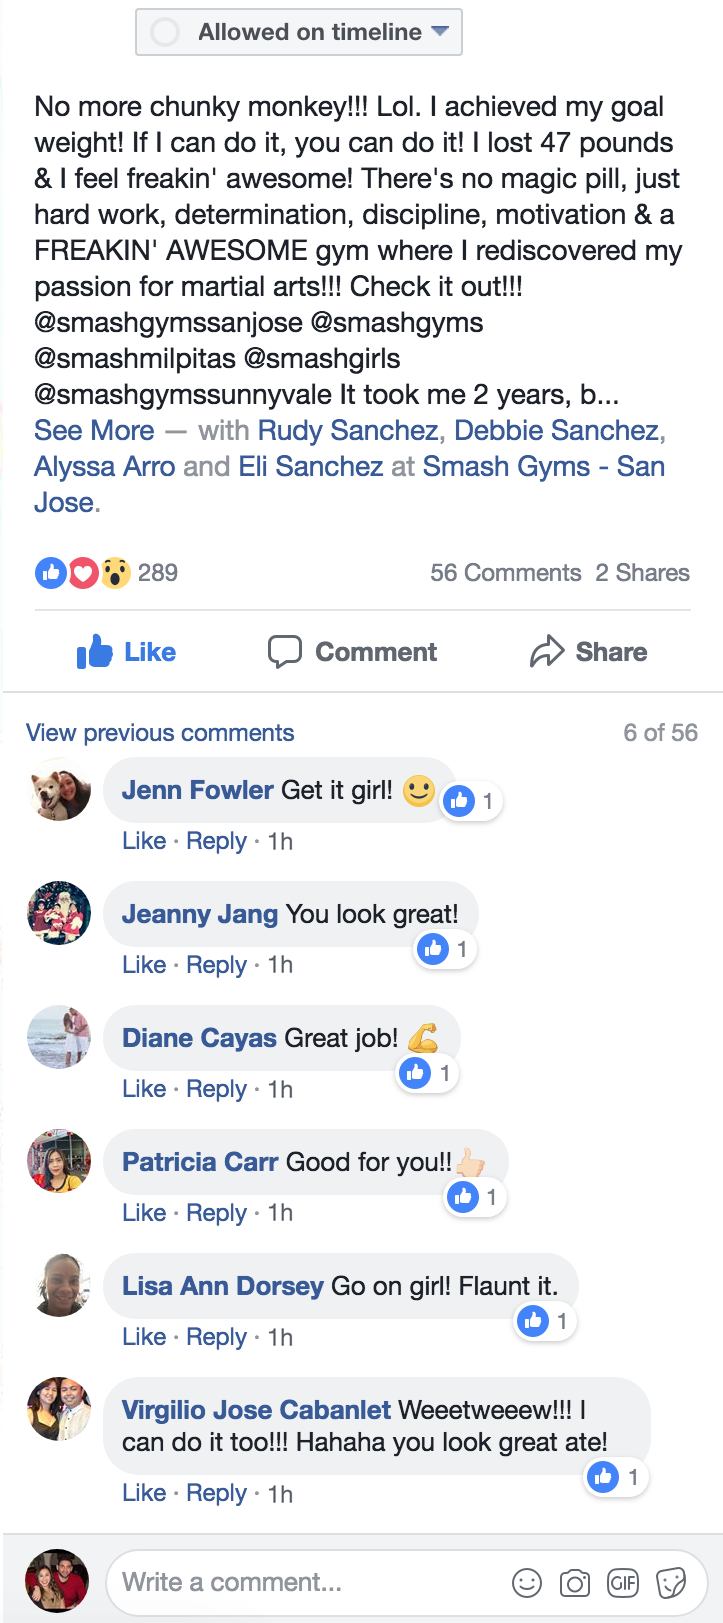 Allowed on timeline
No more chunky monkey!!! Lol. I achieved my goal
weight! If I can do it, you can do it! I lost 47 pounds
& I feel freakin' awesome! There's no magic pill, just
hard work, determination, discipline, motivation & a
FREAKIN' AWESOME gym where I rediscovered my
passion for martial arts!!! Check it out!!!
@smashgymssanjose @smashgyms
@smashmilpitas @smashgirls
@smashgymssunnyvale It took me 2 years, b...
See More — with Rudy Sanchez, Debbie Sanchez,
Alyssa Arro and Eli Sanchez at Smash Gyms - San
Jose.
289 56 Comments 2 Shares
Like Comment Share
View previous comments 6 of 56
Jenn Fowler Get it girl! 🙂 1
Like · Reply · 1h
Jeanny Jang You look great!
1
Like · Reply · 1h
Diane Cayas Great job! 💪
1
Like · Reply · 1h
Patricia Carr Good for you!!👍🏻
1
Like · Reply · 1h
Lisa Ann Dorsey Go on girl! Flaunt it.
1
Like · Reply · 1h
Virgilio Jose Cabanlet Weeetweeew!!! I
can do it too!!! Hahaha you look great ate!
1
Like · Reply · 1h
Write a comment... GIF